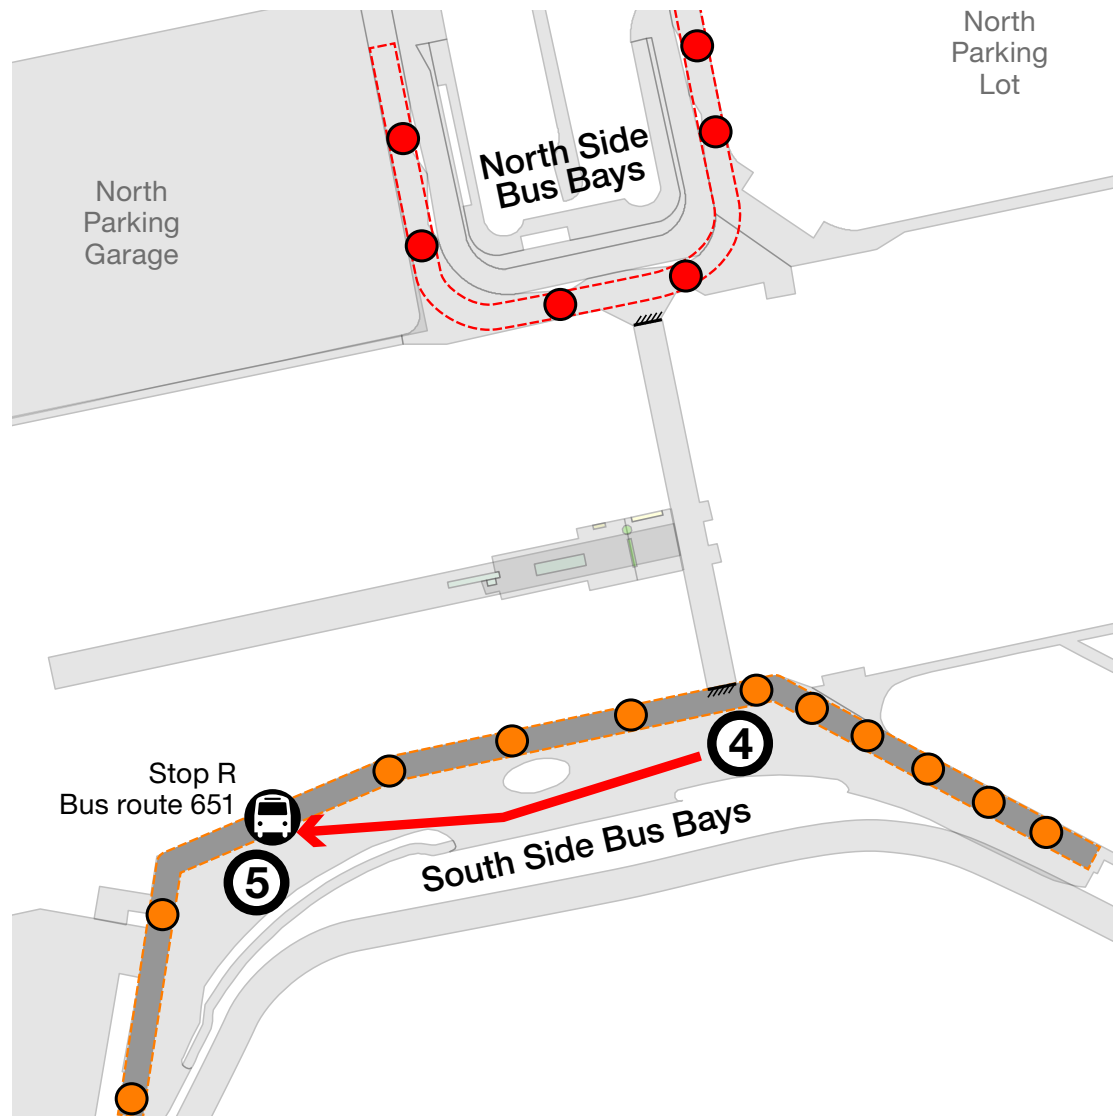 North
Parking
Lot
North Side
Bus Bays
North
Parking
Garage
4
Stop R
Bus route 651
South Side Bus Bays
5